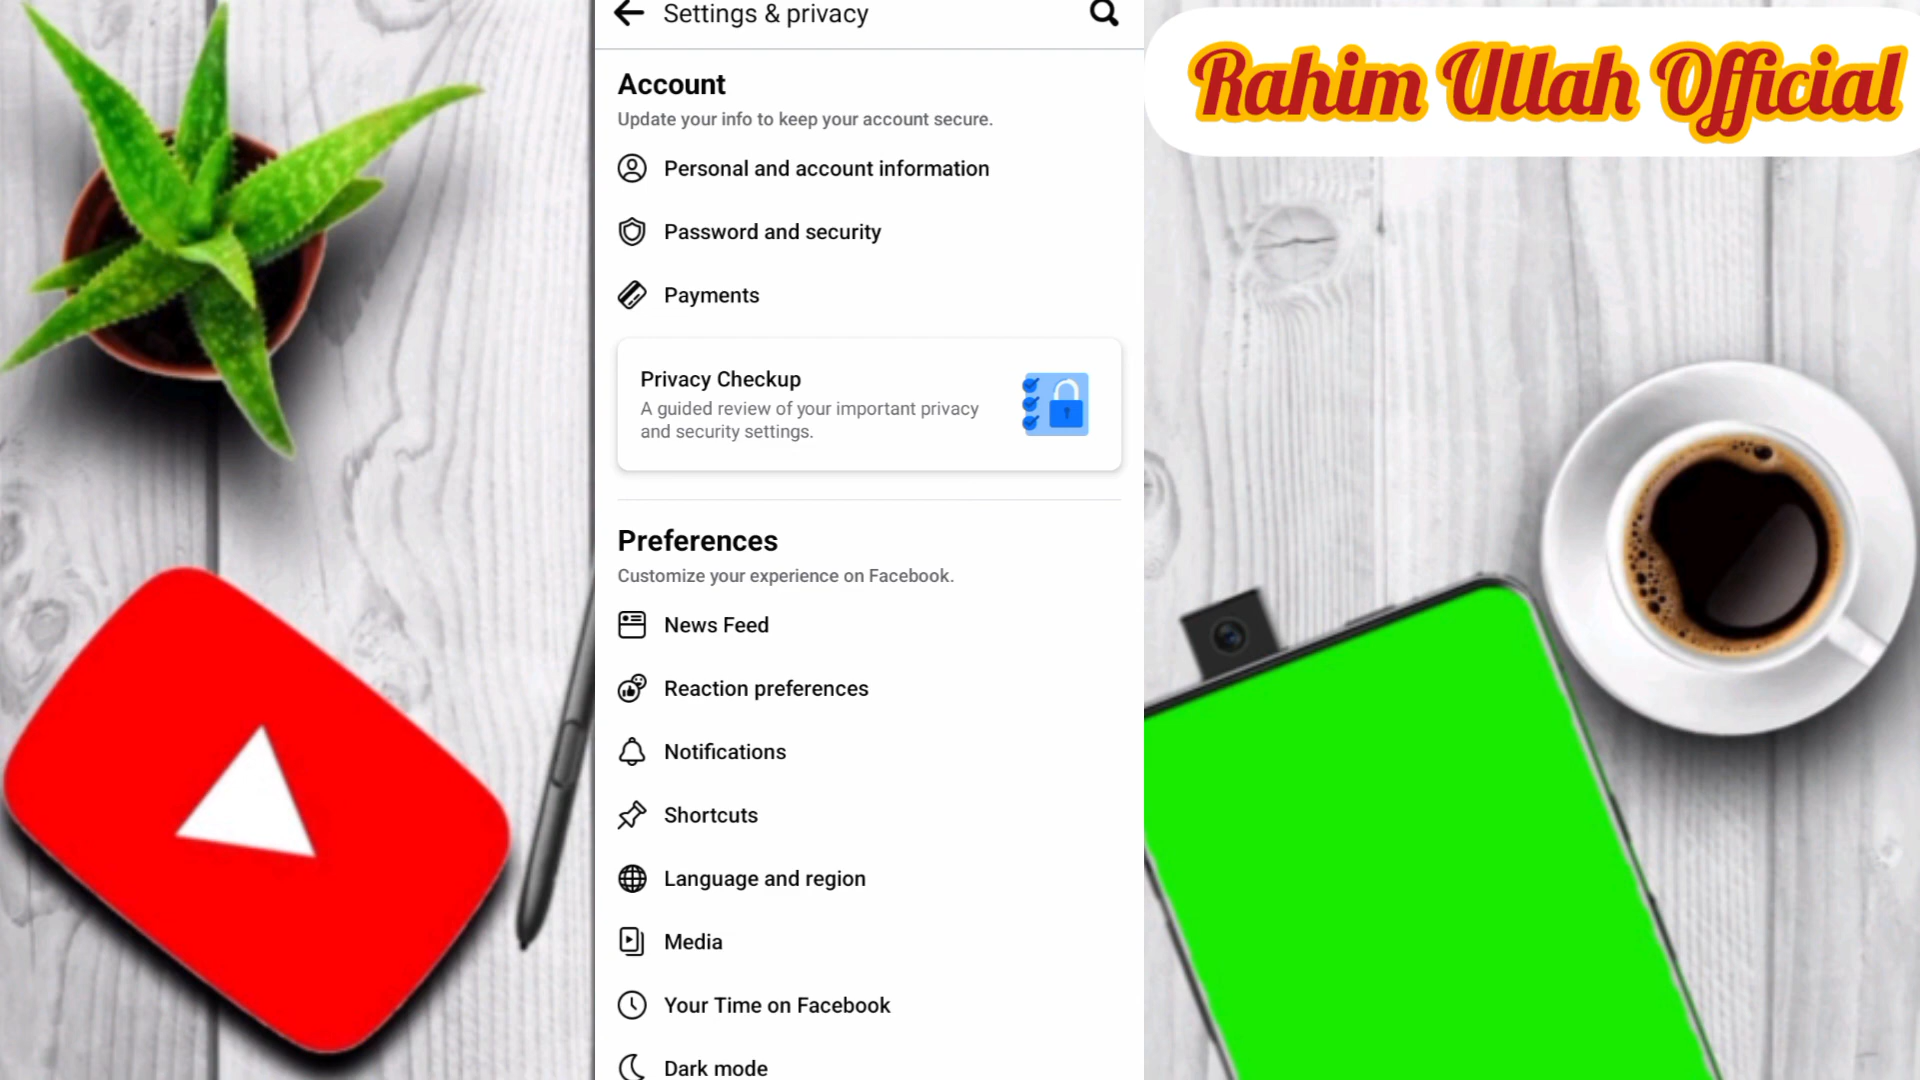 Settings & privacy
Rahim Ullah Official
Account
Update your info to keep your account secure.
Personal and account information
Password and security
Payments
Privacy Checkup
A guided review of your important privacy
and security settings.
Preferences
Customize your experience on Facebook.
News Feed
Reaction preferences
Notifications
Shortcuts
Language and region
Media
Your Time on Facebook
Dark mode